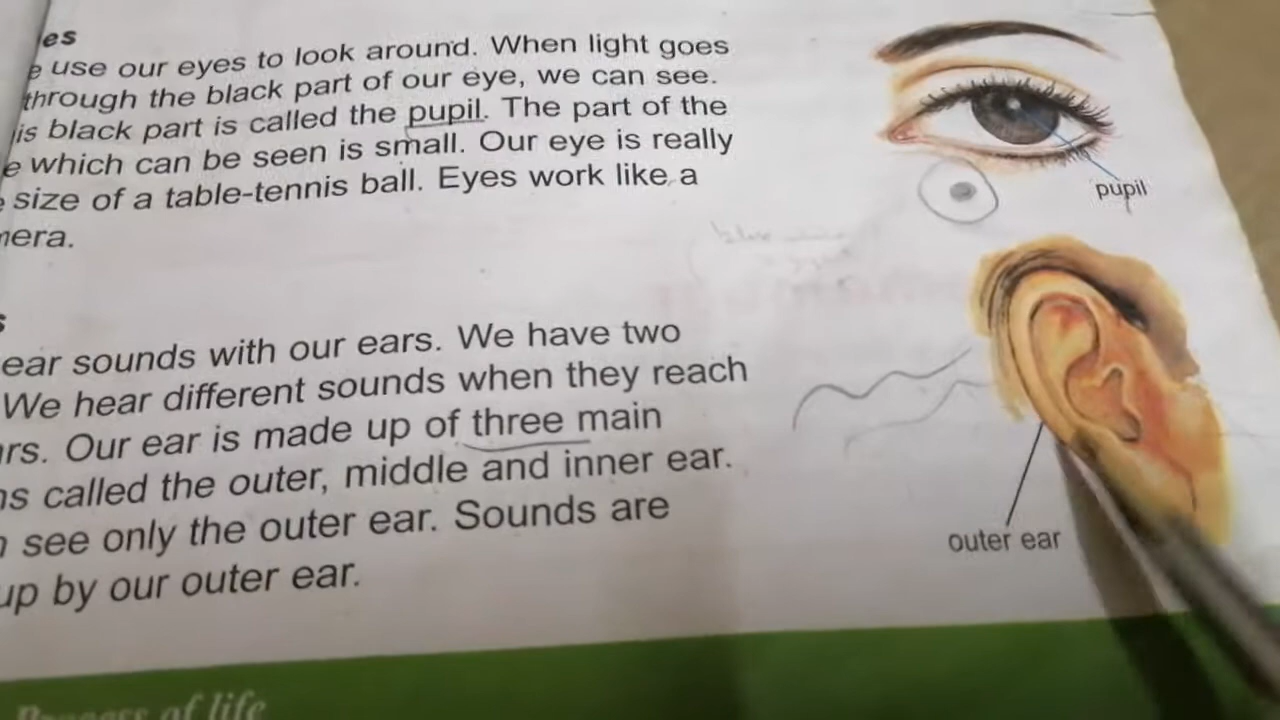 es
e use our eyes to look around. When light goes
through the black part of our eye, we can see.
is black part is called the pupil. The part of the
e which can be seen is small. Our eye is really
e size of a table-tennis ball. Eyes work like a
mera.
pupil
s
ear sounds with our ears. We have two
We hear different sounds when they reach
rs. Our ear is made up of three main
ns called the outer, middle and inner ear.
n see only the outer ear. Sounds are
up by our outer ear.
outer ear
Process of life